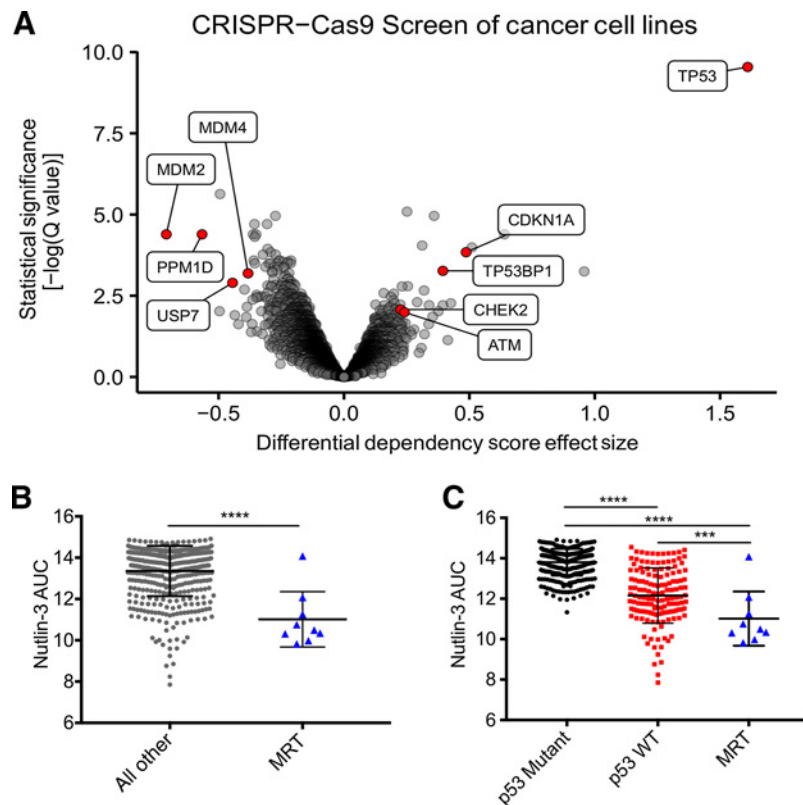 A
CRISPR−Cas9 Screen of cancer cell lines
Statistical significance
[−log(Q value)]
10.0
7.5
5.0
2.5
0.0
TP53
MDM4
MDM2
PPM1D
USP7
CDKN1A
TP53BP1
CHEK2
ATM
−0.5
0.0
0.5
1.0
1.5
Differential dependency score effect size
B
Nutlin-3 AUC
16
14
12
10
8
6
****
All other
MRT
C
Nutlin-3 AUC
16
14
12
10
8
6
****
****
***
p53 Mutant
p53 WT
MRT